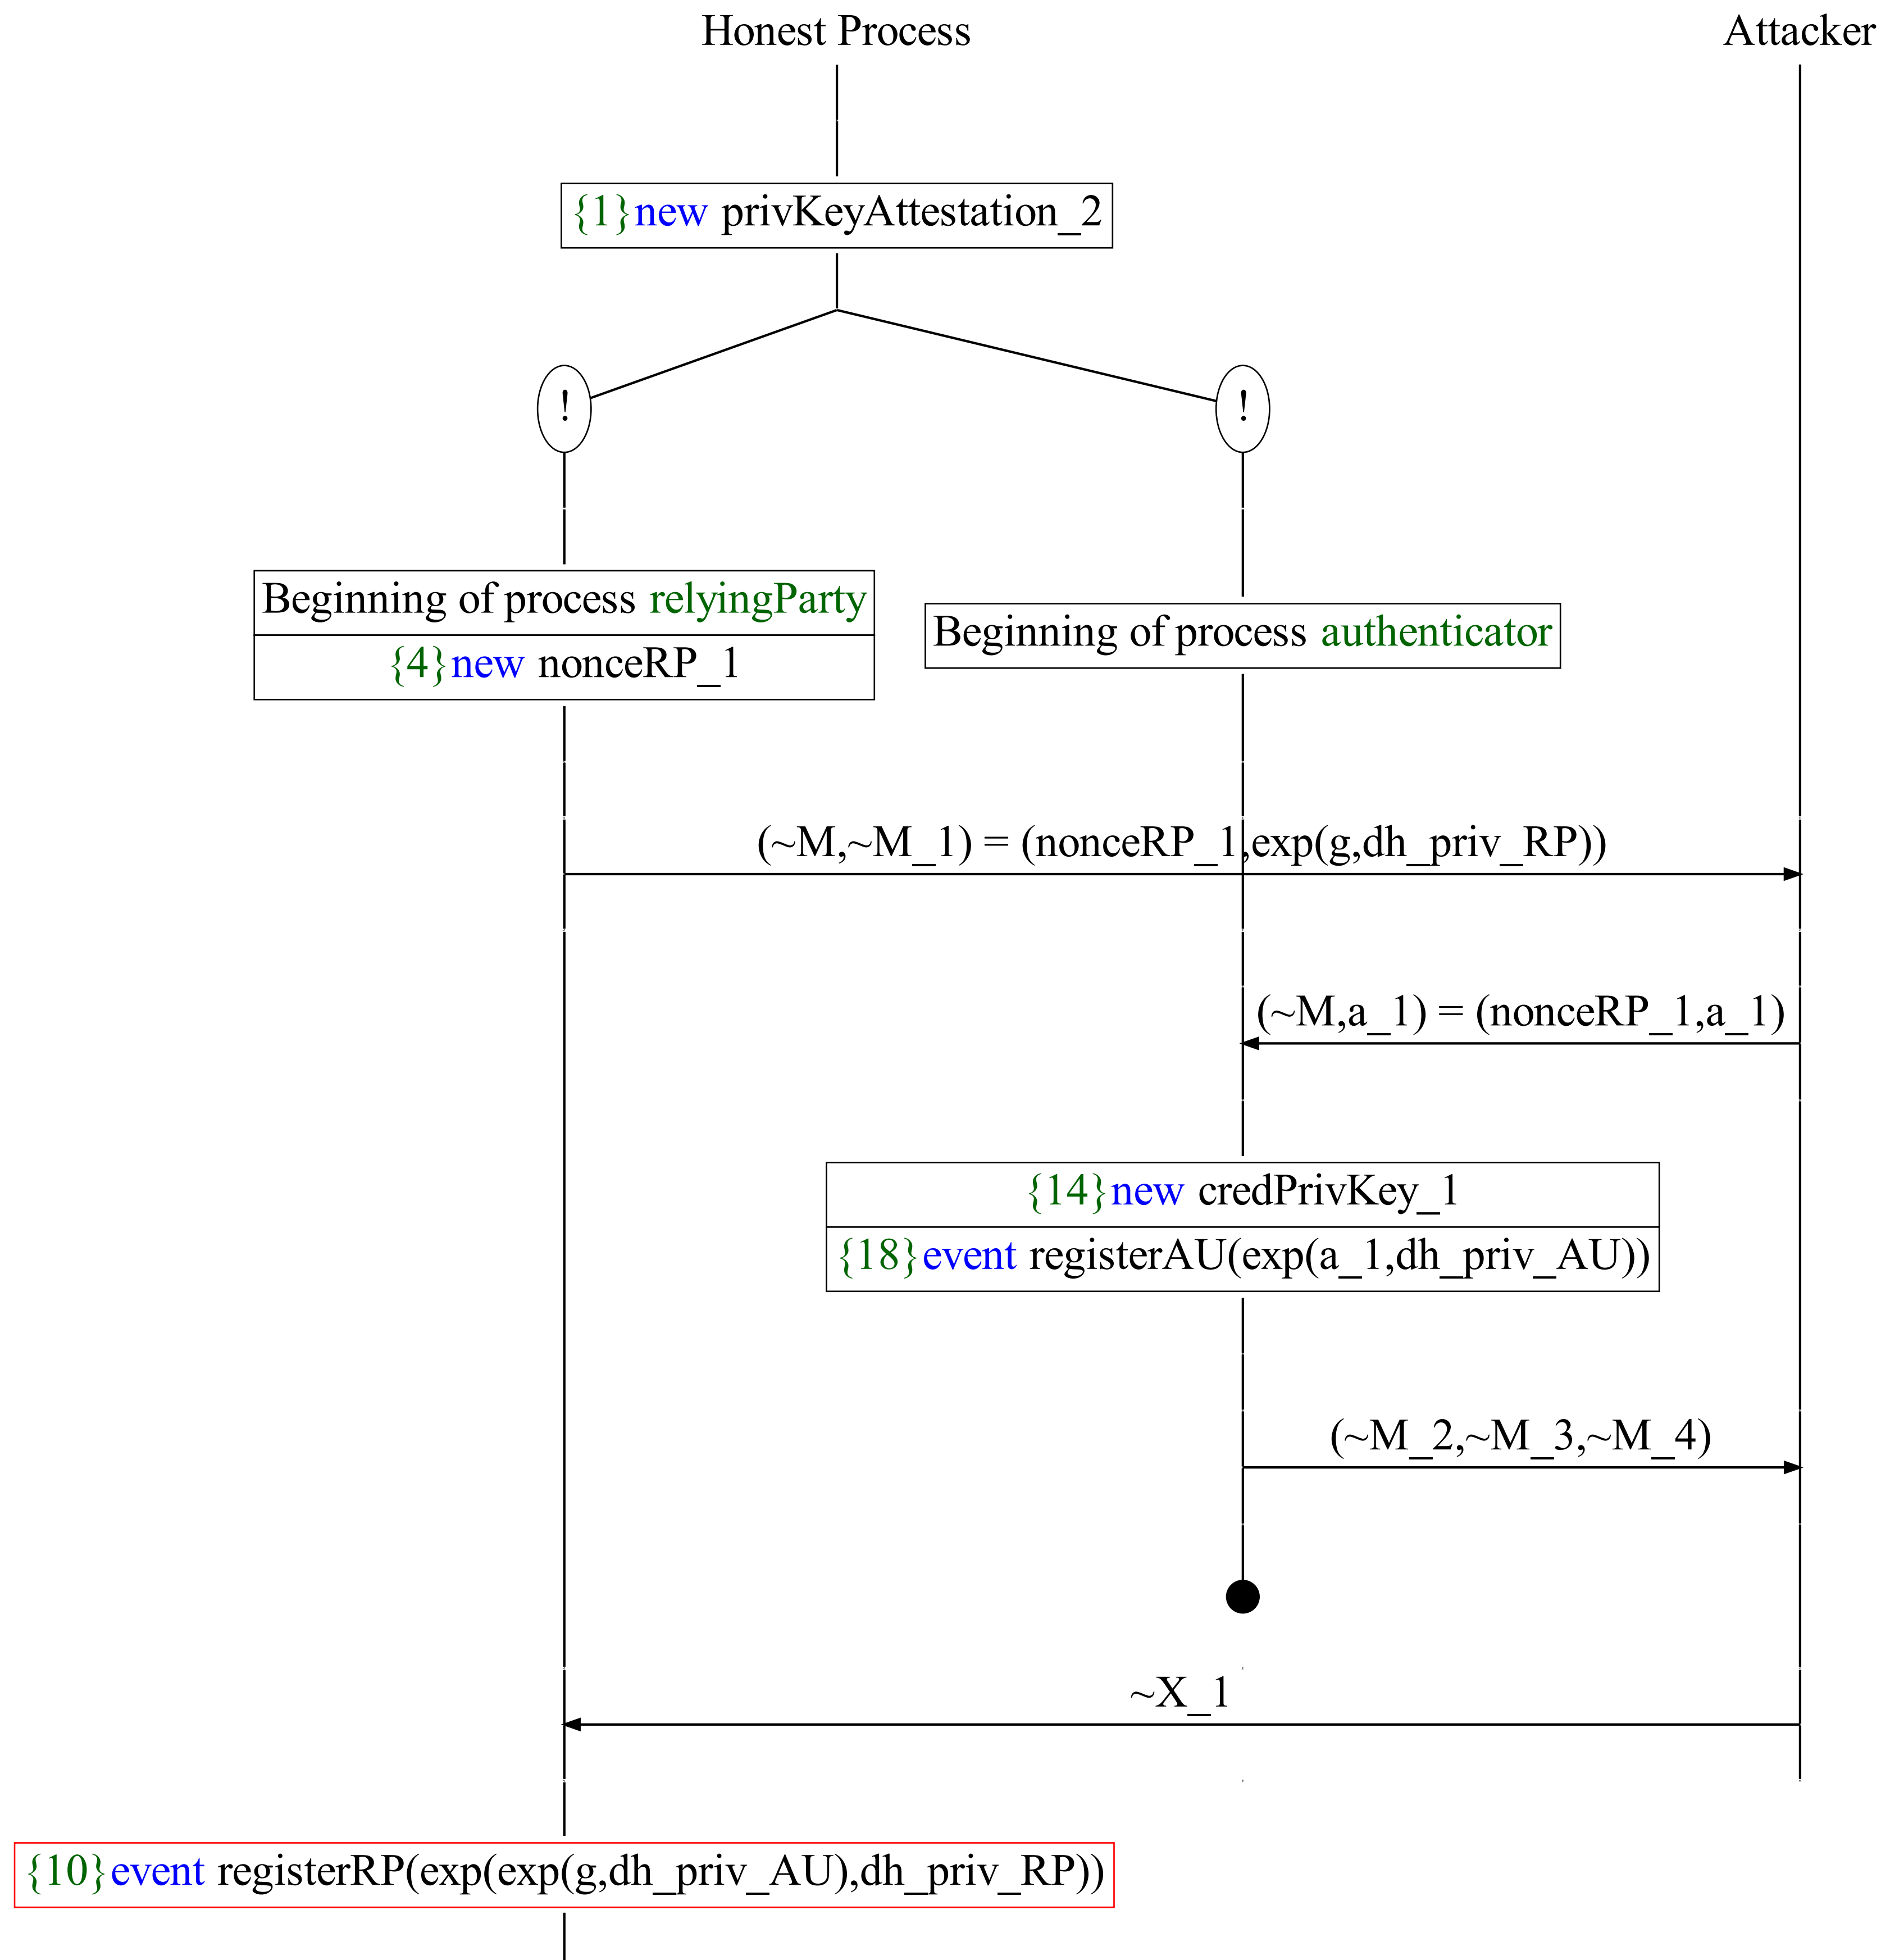 Honest Process
Attacker
{1}new privKeyAttestation_2
!
!
Beginning of process relyingParty
{4}new nonceRP_1
Beginning of process authenticator
(~M,~M_1) = (nonceRP_1,exp(g,dh_priv_RP))
(~M,a_1) = (nonceRP_1,a_1)
{14}new credPrivKey_1
{18}event registerAU(exp(a_1,dh_priv_AU))
(~M_2,~M_3,~M_4)
~X_1
{10}event registerRP(exp(exp(g,dh_priv_AU),dh_priv_RP))